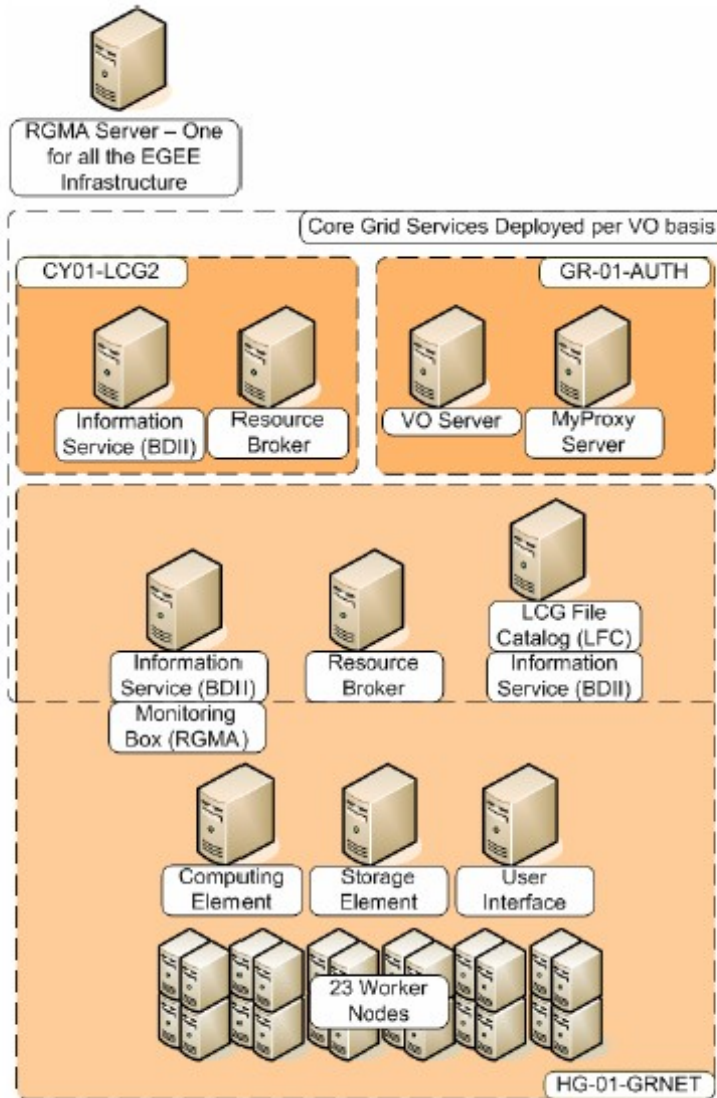 RGMA Server – One
for all the EGEE
Infrastructure
Core Grid Services Deployed per VO basis
CY01-LCG2
GR-01-AUTH
Information
Service (BDII)
Resource
Broker
VO Server
MyProxy
Server
Information
Service (BDII)
Monitoring
Box (RGMA)
Resource
Broker
LCG File
Catalog (LFC)
Information
Service (BDII)
Computing
Element
Storage
Element
User
Interface
23 Worker
Nodes
HG-01-GRNET